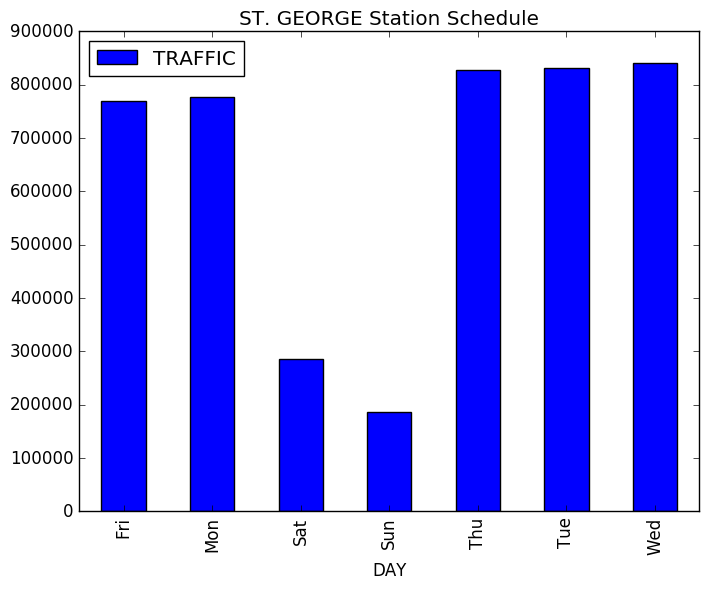 ST. GEORGE Station Schedule
TRAFFIC
900000
800000
700000
600000
500000
400000
300000
200000
100000
0
Fri
Mon
Sat
Sun
Thu
Tue
Wed
DAY